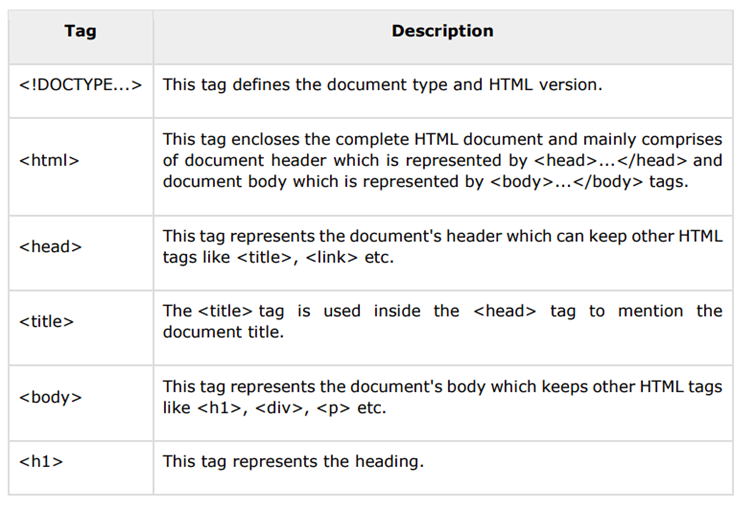 Tag Description
<!DOCTYPE...> This tag defines the document type and HTML version.
This tag encloses the complete HTML document and mainly comprises
<html> of document header which is represented by <head>...</head> and
document body which is represented by <body>...</body> tags.
<head> This tag represents the document's header which can keep other HTML
tags like <title>, <link> etc.
<title> The <title> tag is used inside the <head> tag to mention the
document title.
<body> This tag represents the document's body which keeps other HTML tags
like <h1>, <div>, <p> etc.
<h1> This tag represents the heading.